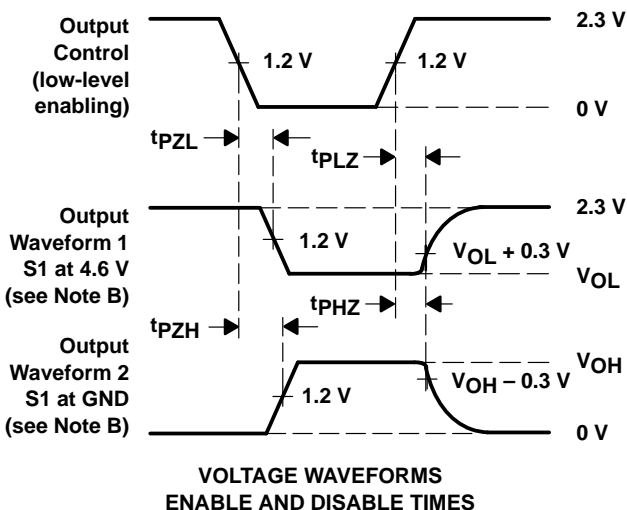 Output
Control
(low-level
enabling)
1.2 V
1.2 V
2.3 V
0 V
tPZL
tPLZ
Output
Waveform 1
S1 at 4.6 V
(see Note B)
1.2 V
2.3 V
VOL + 0.3 V
VOL
tPZH
tPHZ
Output
Waveform 2
S1 at GND
(see Note B)
1.2 V
VOH
VOH – 0.3 V
0 V
VOLTAGE WAVEFORMS
ENABLE AND DISABLE TIMES